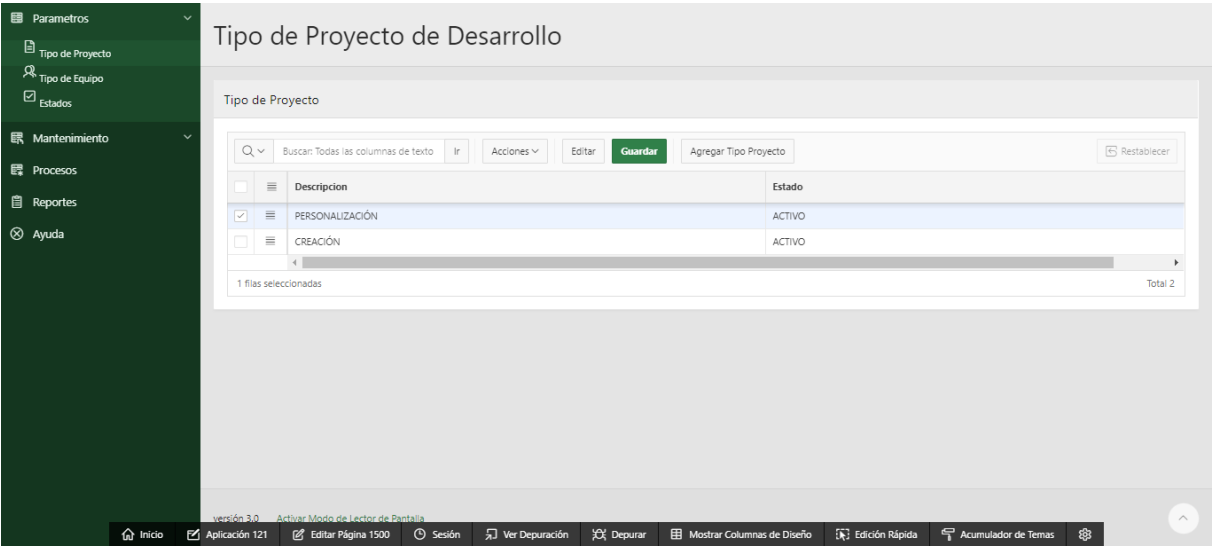 Parametros
Tipo de Proyecto
Tipo de Equipo
Estados
Mantenimiento
Procesos
Reportes
Ayuda
Tipo de Proyecto de Desarrollo
Tipo de Proyecto
Buscar: Todas las columnas de texto Ir Acciones Editar Guardar Agregar Tipo Proyecto Restablecer
Descripcion Estado
PERSONALIZACIÓN ACTIVO
CREACIÓN ACTIVO
1 filas seleccionadas Total 2
versión 3,0 Activar Modo de Lector de Pantalla
Inicio Aplicación 121 Editar Página 1500 Sesión Ver Depuración Depurar Mostrar Columnas de Diseño Edición Rápida Acumulador de Temas